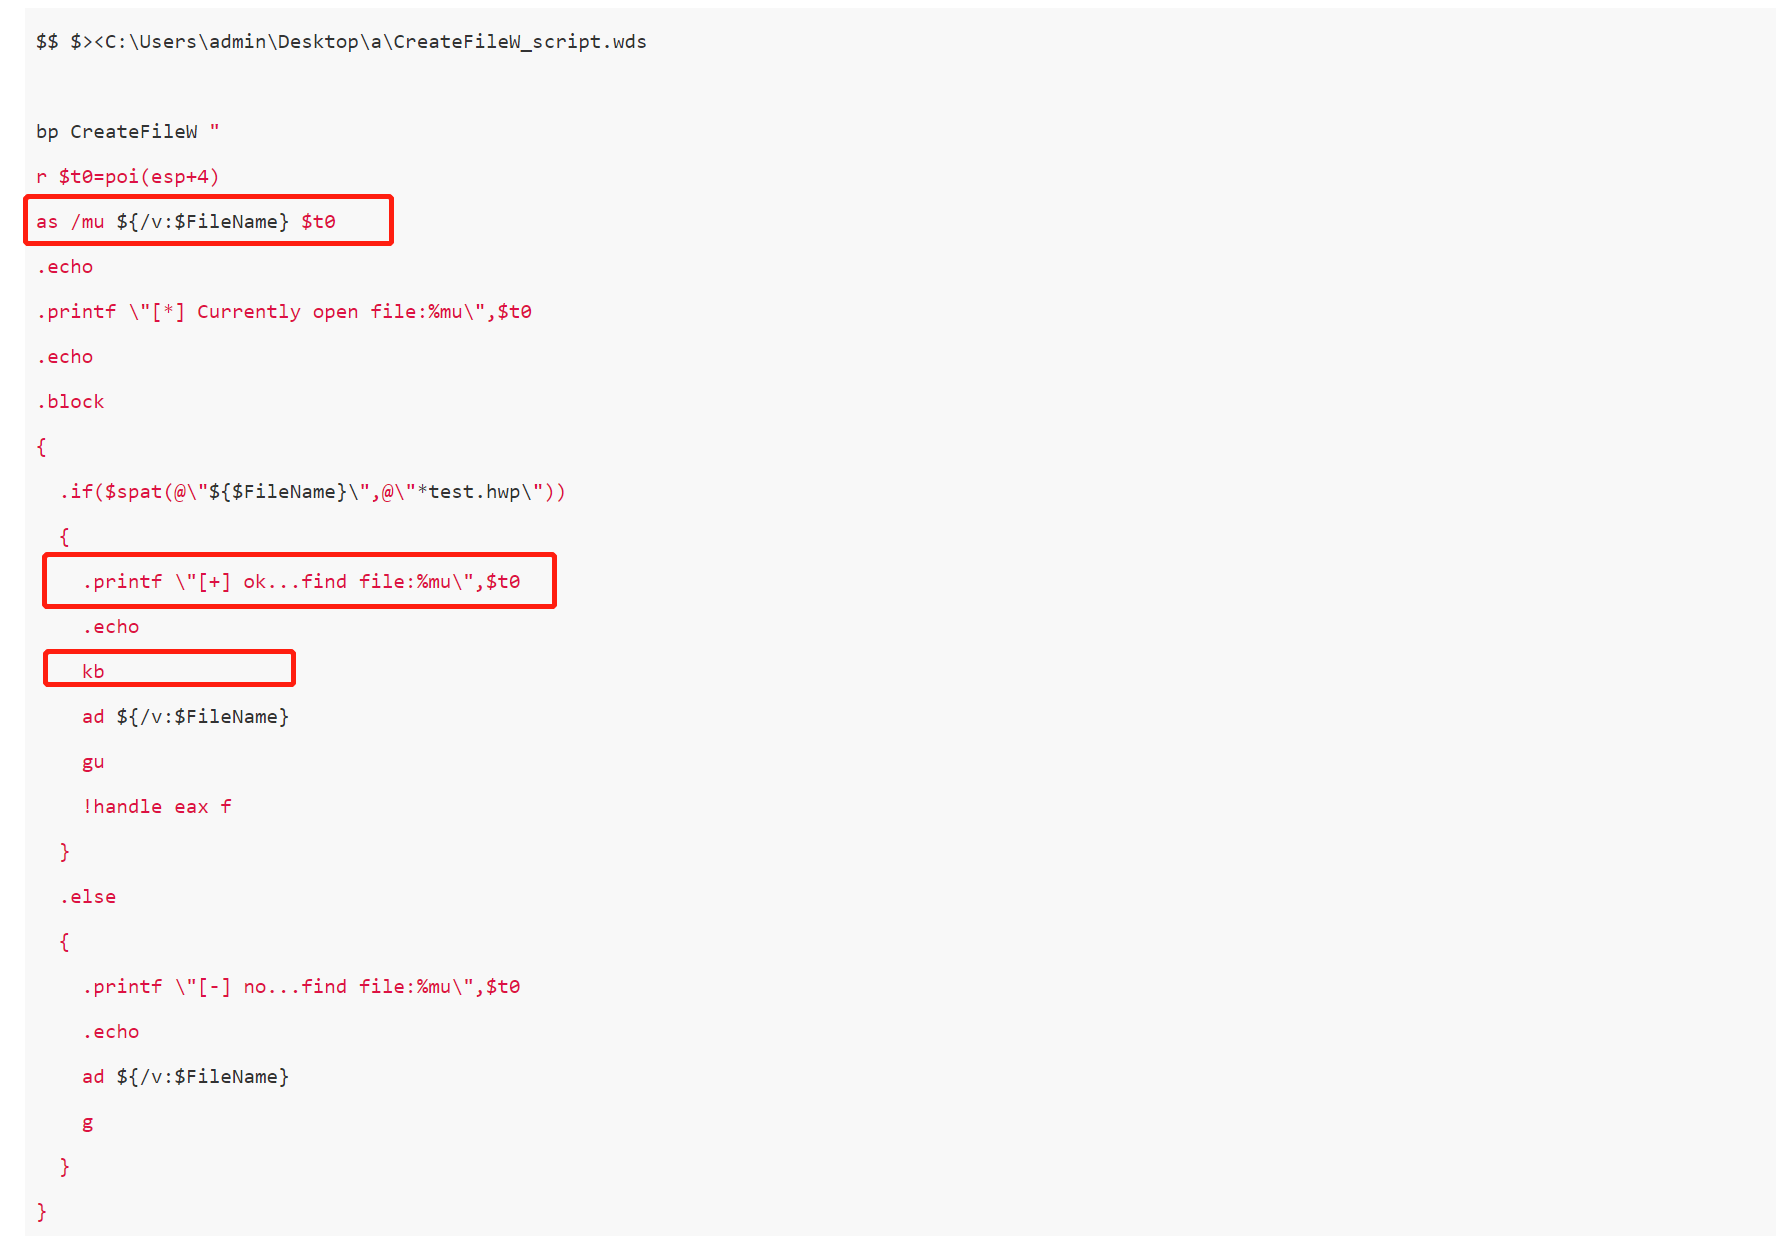 $$ $><C:\Users\admin\Desktop\a\CreateFileW_script.wds
bp CreateFileW "
r $t0=poi(esp+4)
as /mu ${/v:$FileName} $t0
.echo
.printf \"[*] Currently open file:%mu\",$t0
.echo
.block
{
.if($spat(@\"${$FileName}\",@\"*test.hwp\"))
{
.printf \"[+] ok...find file:%mu\",$t0
.echo
kb
ad ${/v:$FileName}
gu
!handle eax f
}
.else
{
.printf \"[-] no...find file:%mu\",$t0
.echo
ad ${/v:$FileName}
g
}
}